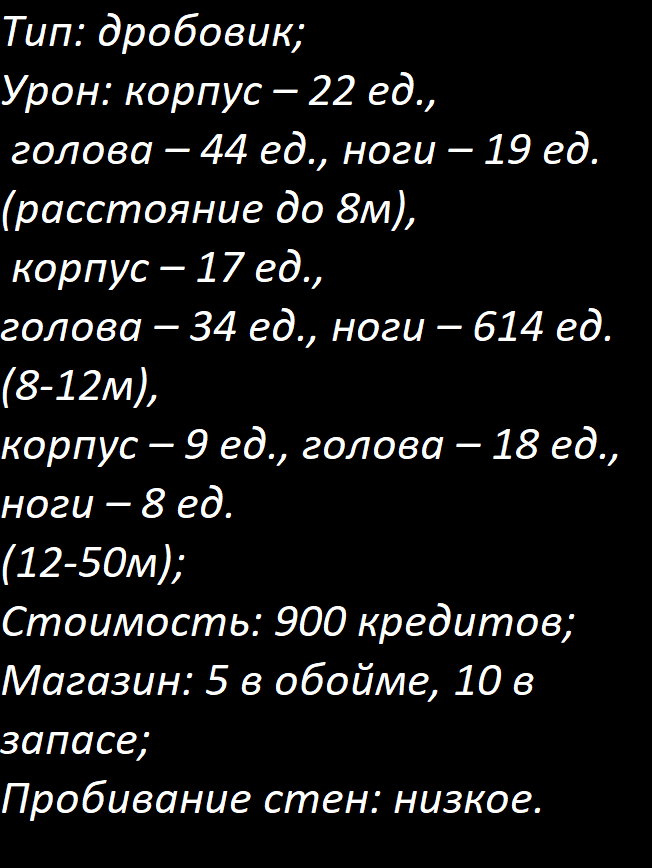 Тип: дробовик;
Урон: корпус – 22 ед.,
голова – 44 ед., ноги – 19 ед.
(расстояние до 8м),
корпус – 17 ед.,
голова – 34 ед., ноги – 614 ед.
(8-12м),
корпус – 9 ед., голова – 18 ед.,
ноги – 8 ед.
(12-50м);
Стоимость: 900 кредитов;
Магазин: 5 в обойме, 10 в
запасе;
Пробивание стен: низкое.